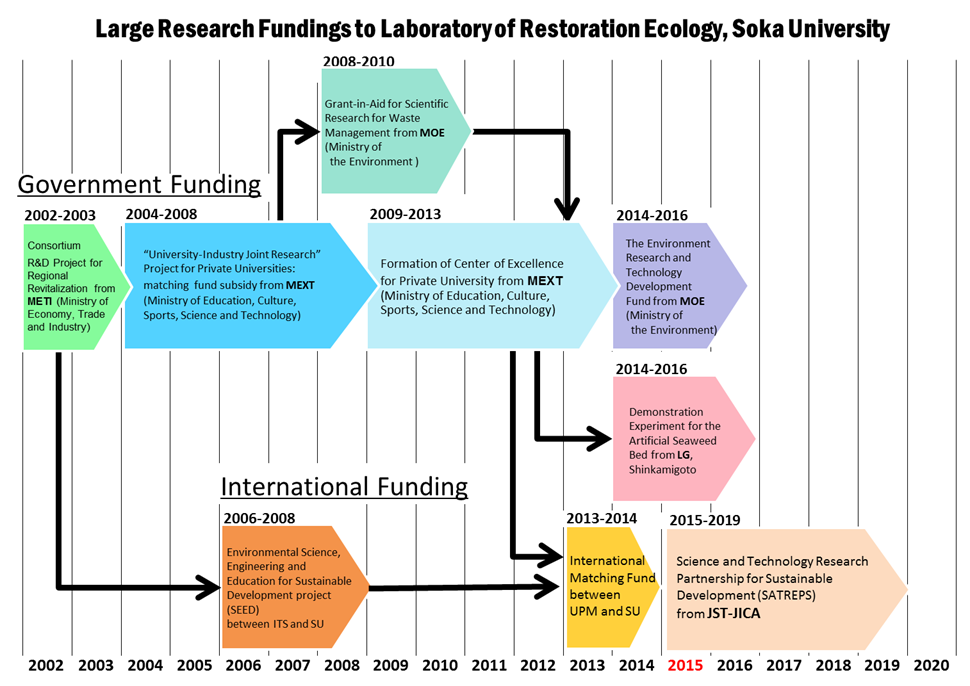 Large Research Fundings to Laboratory of Restoration Ecology, Soka University
2008-2010
Grant-in-Aid for Scientific
Research for Waste
Management from MOE
(Ministry of
the Environment )
Government Funding
2002-2003
Consortium
R&D Project for
Regional
Revitalization from
METI (Ministry of
Economy, Trade
and Industry)
2004-2008
“University-Industry Joint Research”
Project for Private Universities:
matching fund subsidy from MEXT
(Ministry of Education, Culture,
Sports, Science and Technology)
2009-2013
Formation of Center of Excellence
for Private University from MEXT
(Ministry of Education, Culture,
Sports, Science and Technology)
2014-2016
The Environment
Research and
Technology
Development
Fund from MOE
(Ministry of
the Environment)
2014-2016
Demonstration
Experiment for the
Artificial Seaweed
Bed from LG,
Shinkamigoto
International Funding
2006-2008
Environmental Science,
Engineering and
Education for Sustainable
Development project
(SEED)
between ITS and SU
2013-2014
International
Matching Fund
between
UPM and SU
2015-2019
Science and Technology Research
Partnership for Sustainable
Development (SATREPS)
from JST-JICA
2002 2003 2004 2005 2006 2007 2008 2009 2010 2011 2012 2013 2014 2015 2016 2017 2018 2019 2020